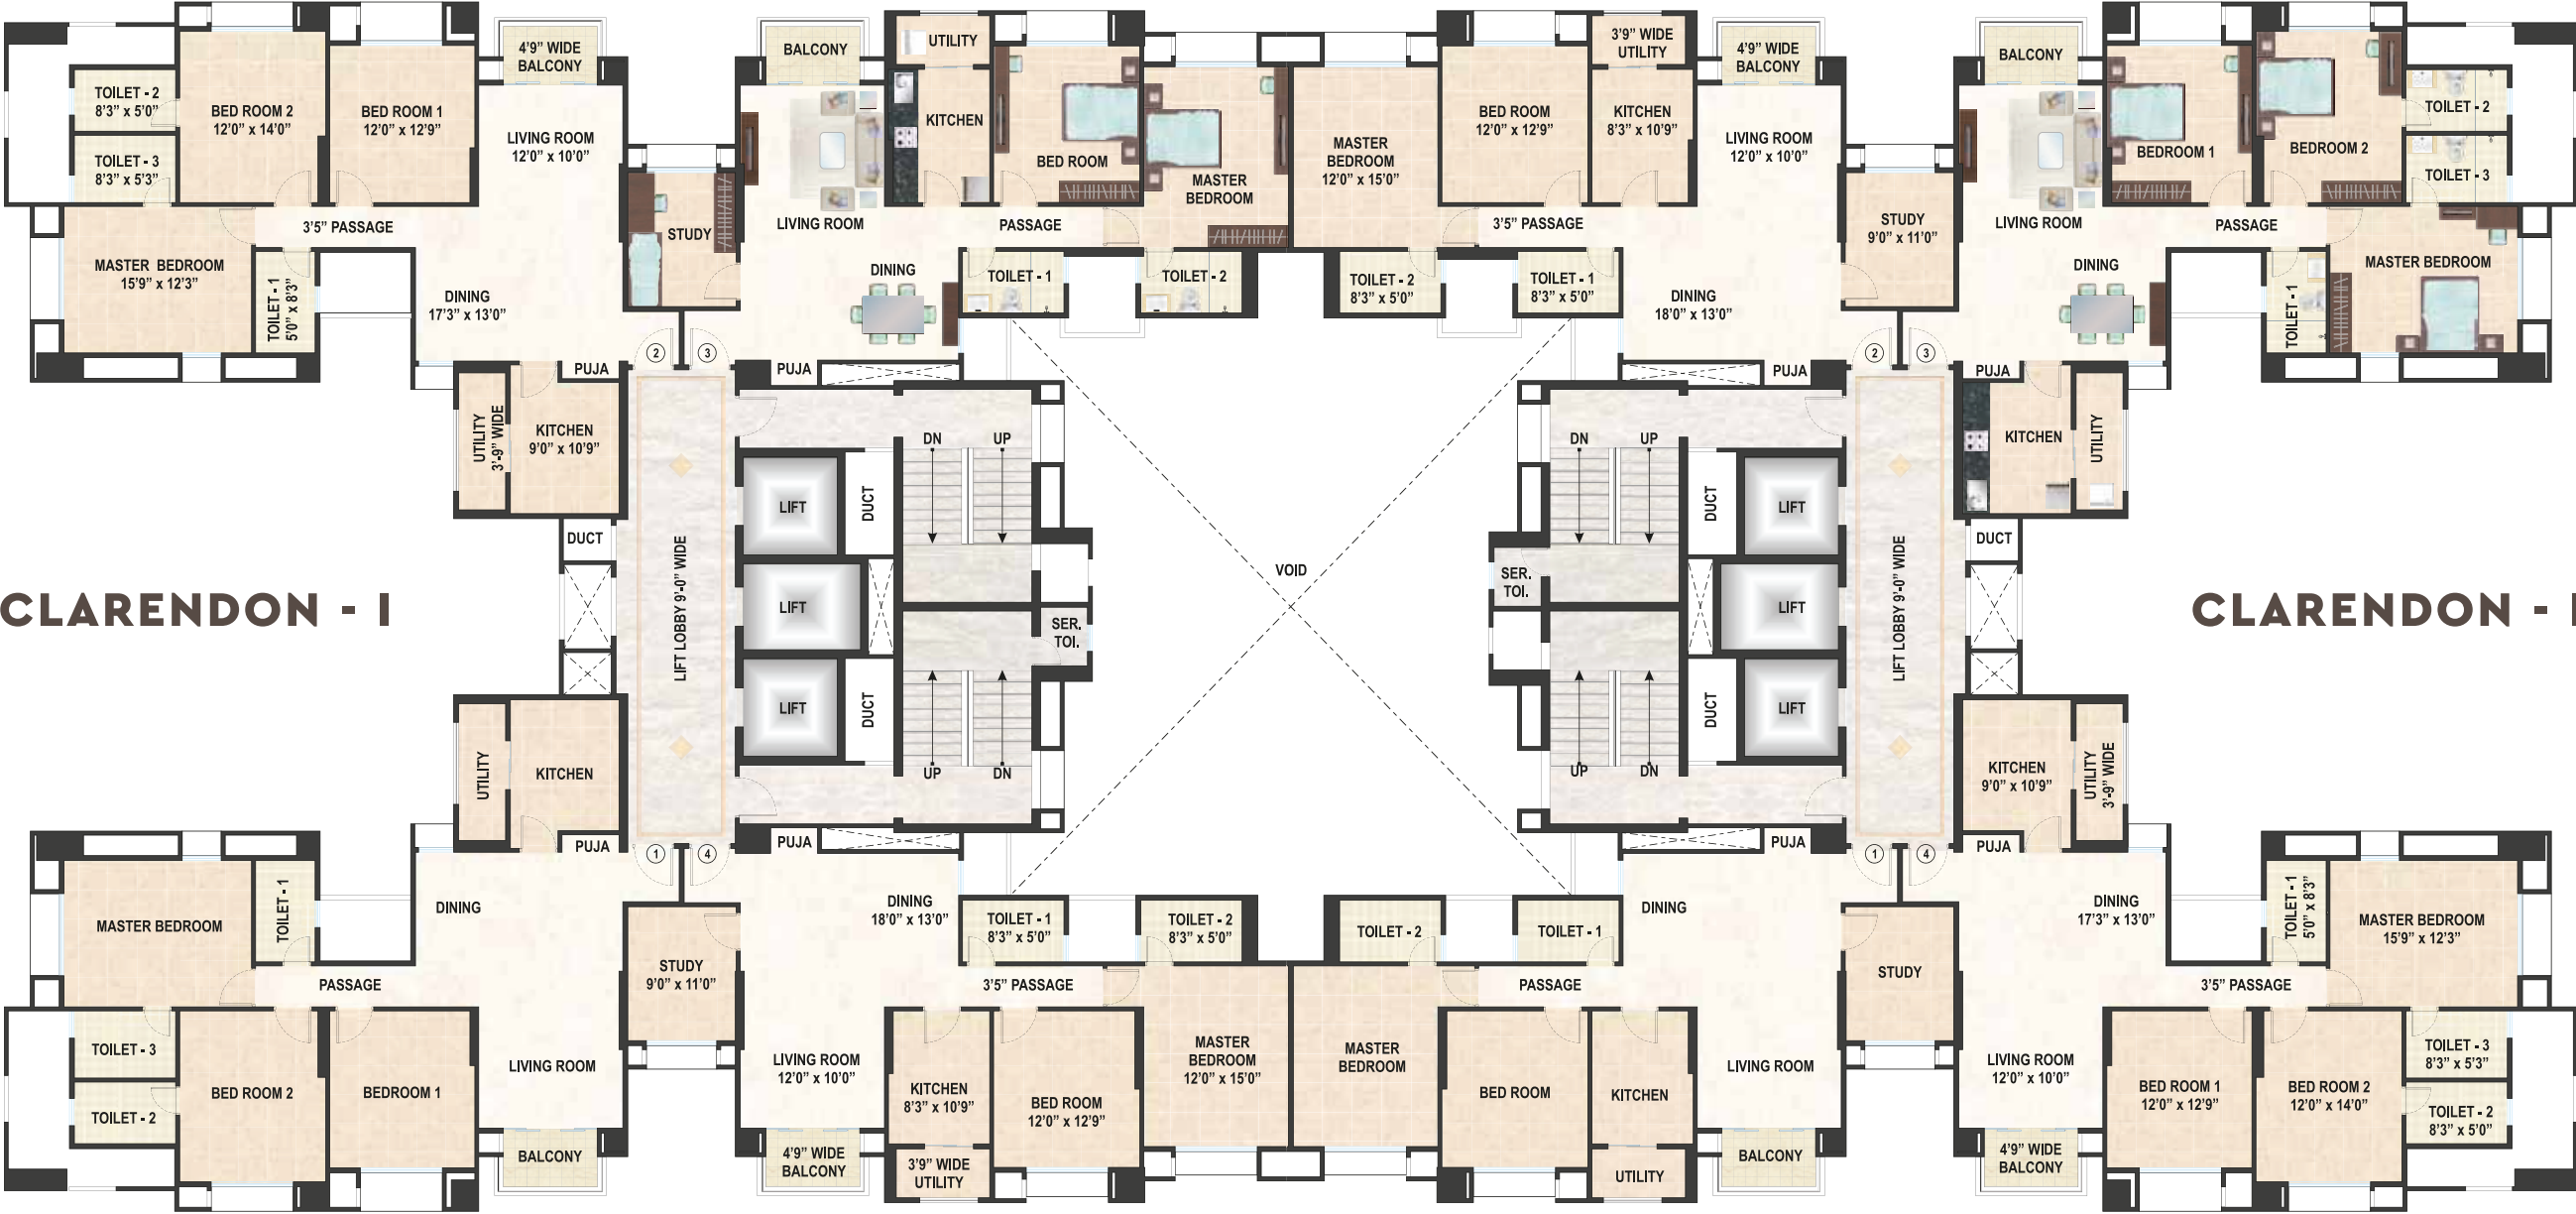 4'9" WIDE
BALCONY
TOILET - 2
8'3" x 5'0"
BED ROOM 2
12'0" x 14'0"
BED ROOM 1
12'0" x 12'9"
LIVING ROOM
12'0" x 10'0"
TOILET - 3
8'3" x 5'3"
3'5" PASSAGE
MASTER BEDROOM
15'9" x 12'3"
TOILET - 1
5'0" x 8'3"
DINING
17'3" x 13'0"
PUJA
2
UTILITY
3'-9" WIDE
KITCHEN
9'0" x 10'9"
DUCT
BALCONY
UTILITY
KITCHEN
BED ROOM
MASTER
BEDROOM
STUDY
LIVING ROOM
PASSAGE
DINING
TOILET - 1
TOILET - 2
3
PUJA
3'9" WIDE
UTILITY
4'9" WIDE
BALCONY
MASTER
BEDROOM
12'0" x 15'0"
BED ROOM
12'0" x 12'9"
KITCHEN
8'3" x 10'9"
LIVING ROOM
12'0" x 10'0"
3'5" PASSAGE
STUDY
9'0" x 11'0"
TOILET - 2
8'3" x 5'0"
TOILET - 1
8'3" x 5'0"
DINING
18'0" x 13'0"
PUJA
2
BALCONY
BEDROOM 1
BEDROOM 2
TOILET - 2
TOILET - 3
LIVING ROOM
PASSAGE
DINING
TOILET - 1
MASTER BEDROOM
3
PUJA
KITCHEN
UTILITY
DUCT
DN
UP
LIFT
DUCT
LIFT LOBBY 9'-0" WIDE
LIFT
SER.
TOI.
LIFT
DUCT
UP
DN
VOID
DN
UP
DUCT
LIFT
SER.
TOI.
LIFT
LIFT LOBBY 9'-0" WIDE
DUCT
LIFT
UP
DN
CLARENDON - I
CLARENDON - I
UTILITY
KITCHEN
PUJA
1
MASTER BEDROOM
TOILET - 1
DINING
PASSAGE
TOILET - 3
TOILET - 2
BED ROOM 2
BEDROOM 1
LIVING ROOM
BALCONY
PUJA
4
DINING
18'0" x 13'0"
TOILET - 1
8'3" x 5'0"
TOILET - 2
8'3" x 5'0"
STUDY
9'0" x 11'0"
3'5" PASSAGE
LIVING ROOM
12'0" x 10'0"
KITCHEN
8'3" x 10'9"
BED ROOM
12'0" x 12'9"
MASTER
BEDROOM
12'0" x 15'0"
4'9" WIDE
BALCONY
3'9" WIDE
UTILITY
PUJA
1
TOILET - 2
TOILET - 1
DINING
PASSAGE
STUDY
MASTER
BEDROOM
BED ROOM
KITCHEN
LIVING ROOM
BALCONY
UTILITY
KITCHEN
9'0" x 10'9"
UTILITY
3'-9" WIDE
PUJA
4
DINING
17'3" x 13'0"
TOILET - 1
5'0" x 8'3"
MASTER BEDROOM
15'9" x 12'3"
3'5" PASSAGE
LIVING ROOM
12'0" x 10'0"
BED ROOM 1
12'0" x 12'9"
BED ROOM 2
12'0" x 14'0"
TOILET - 3
8'3" x 5'3"
TOILET - 2
8'3" x 5'0"
4'9" WIDE
BALCONY